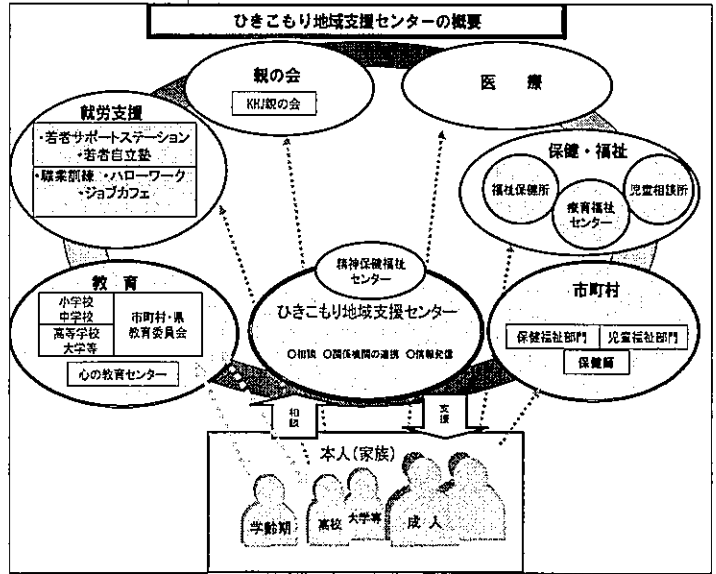 ひきこもり地域支援センターの概要
親の会
KHJ親の会
医　療
就労支援
・若者サポートステーション
・若者自立塾
・職業訓練　・ハローワーク
・ジョブカフェ
保健・福祉
福祉保健所
療育福祉
センター
児童相談所
精神保健福祉
センター
ひきこもり地域支援センター
○相談　○関係機関の連携　○情報発信
教　育
小学校
中学校
高等学校
大学等
市町村・県
教育委員会
心の教育センター
市町村
保健福祉部門
児童福祉部門
保健師
相談
支援
本人(家族)
学齢期
高校
大学等
成　人